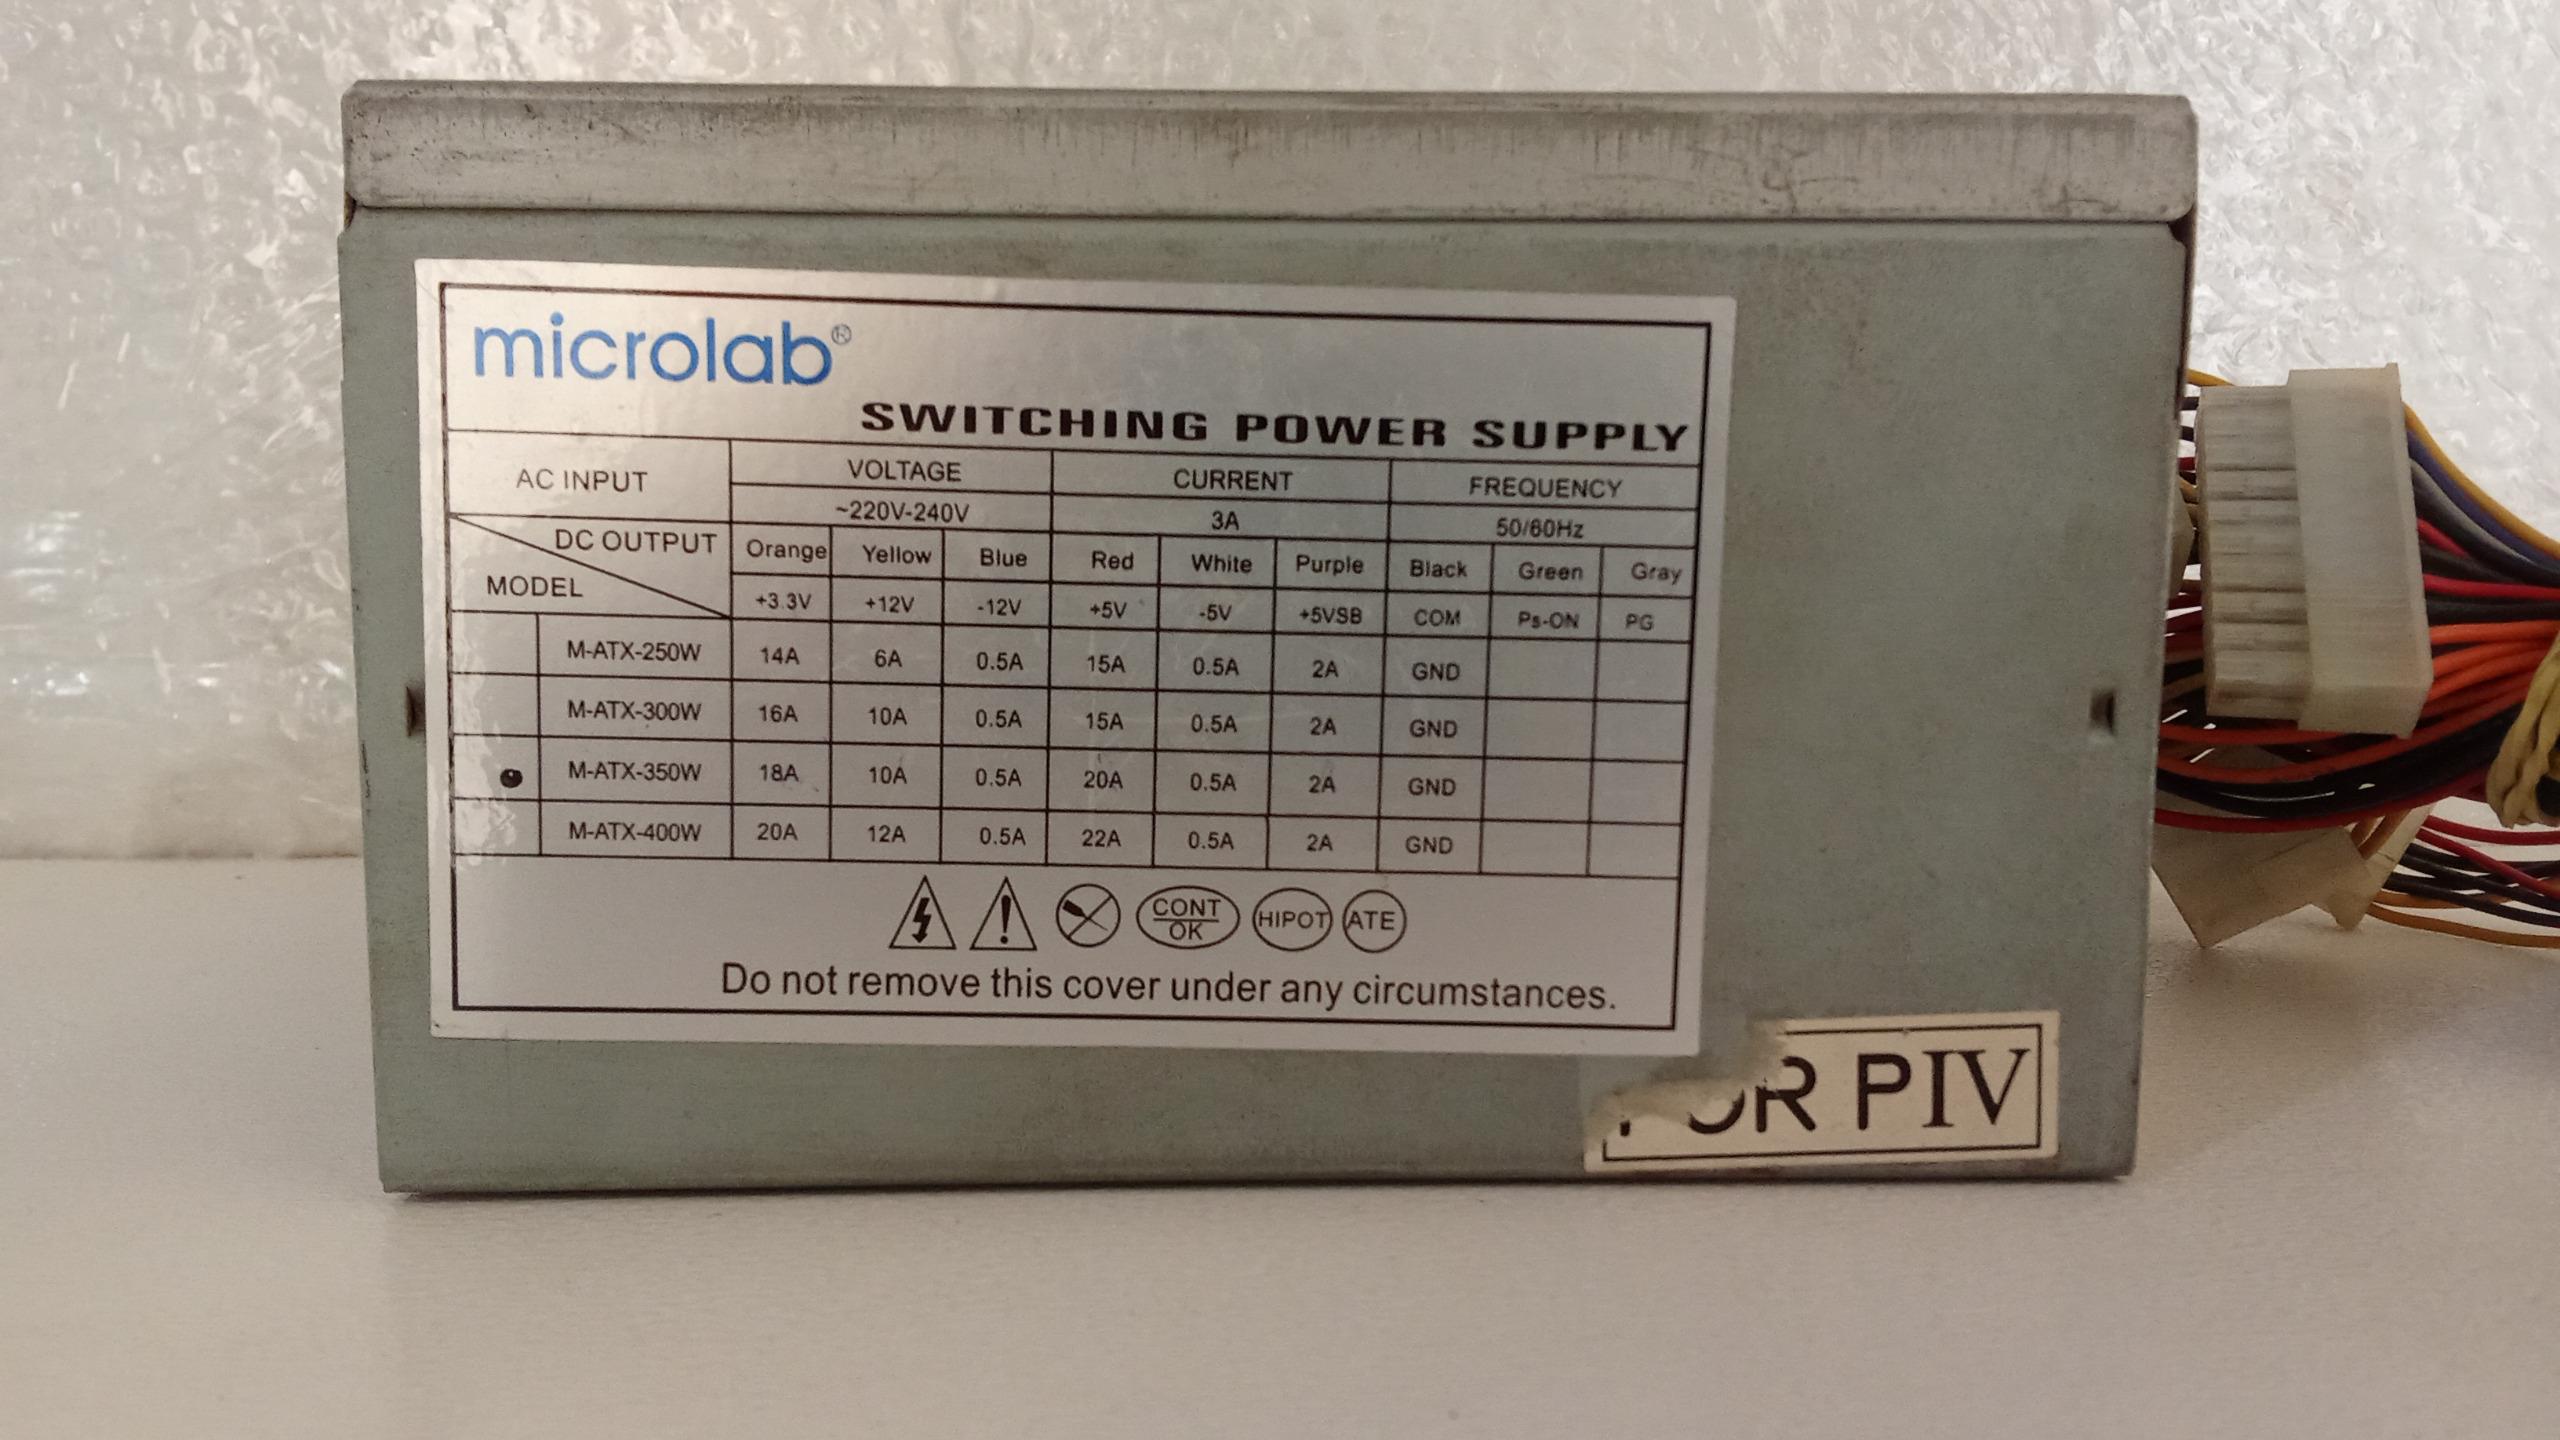 microlab®
SWITCHING POWER SUPPLY
AC INPUT VOLTAGE CURRENT FREQUENCY
~220V-240V 3A 50/60Hz
DC OUTPUT Orange Yellow Blue Red White Purple Black Green Gray
MODEL +3.3V +12V -12V +5V -5V +5VSB COM Ps-ON PG
M-ATX-250W 14A 6A 0.5A 15A 0.5A 2A GND
M-ATX-300W 16A 10A 0.5A 15A 0.5A 2A GND
M-ATX-350W 18A 10A 0.5A 20A 0.5A 2A GND
M-ATX-400W 20A 12A 0.5A 22A 0.5A 2A GND
CONT OK HIPOT ATE
Do not remove this cover under any circumstances.
FOR PIV